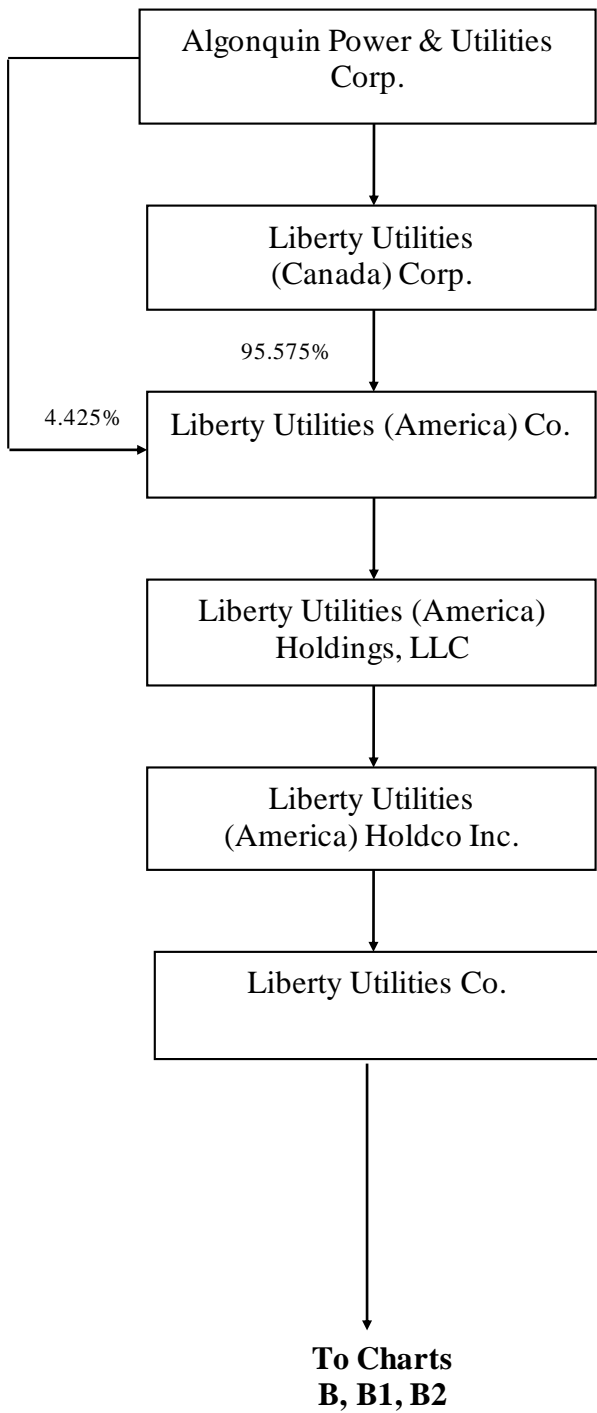 Algonquin Power & Utilities
Corp.
Liberty Utilities
(Canada) Corp.
95.575%
4.425%
Liberty Utilities (America) Co.
Liberty Utilities (America)
Holdings, LLC
Liberty Utilities
(America) Holdco Inc.
Liberty Utilities Co.
To Charts
B, B1, B2